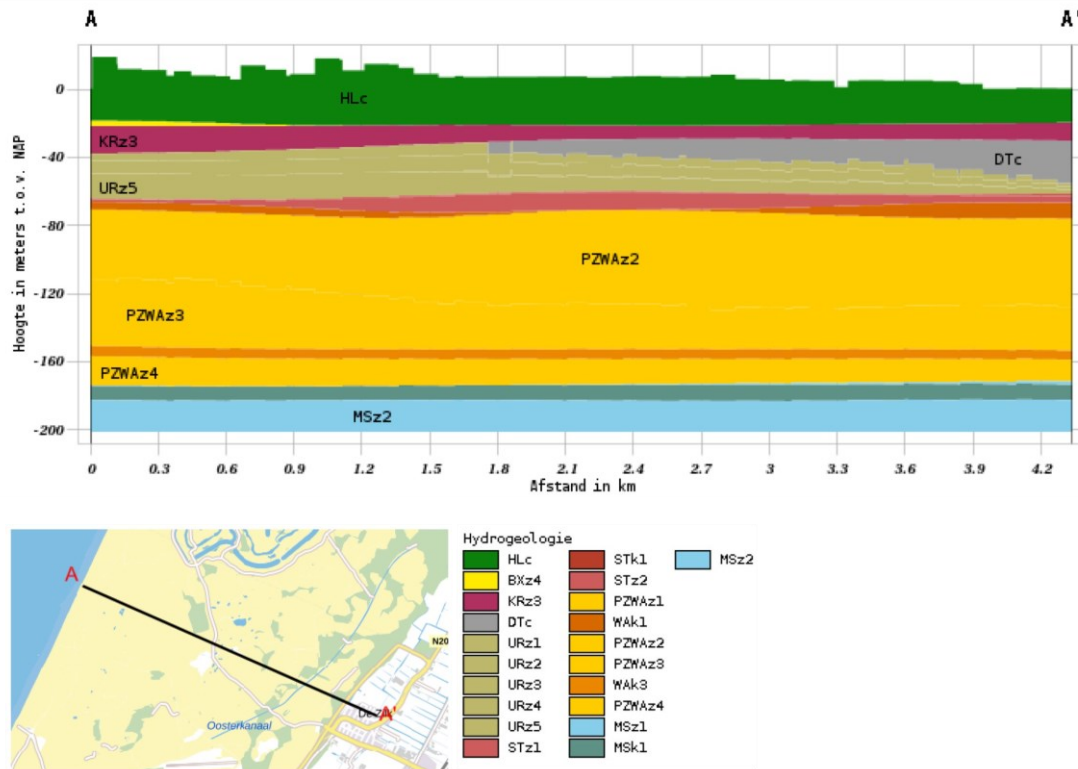 A A'
Hoogte in meters t.o.v. NAP
0
-40
-80
-120
-160
-200
HLc
KRz3
DTc
URz5
PZWAz2
PZWAz3
PZWAz4
MSz2
0 0.3 0.6 0.9 1.2 1.5 1.8 2.1 2.4 2.7 3 3.3 3.6 3.9 4.2
Afstand in km
A
A'
N20
Oosterkanaal
Hydrogeologie
HLc
BXz4
KRz3
DTc
URz1
URz2
URz3
URz4
URz5
STz1
STk1
STz2
PZWAz1
WAk1
PZWAz2
PZWAz3
WAk3
PZWAz4
MSz1
MSk1
MSz2